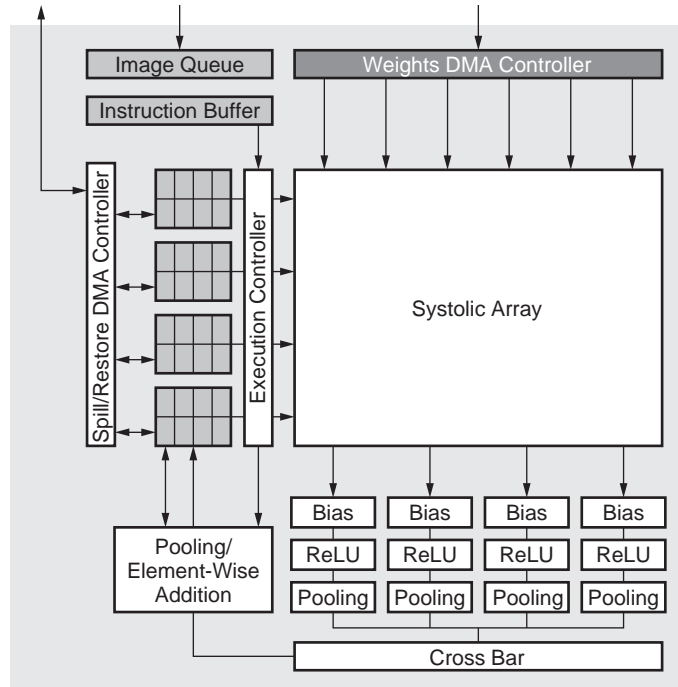 Image Queue
Weights DMA Controller
Instruction Buffer
Spill/Restore DMA Controller
Execution Controller
Systolic Array
Bias
Bias
Bias
Bias
ReLU
ReLU
ReLU
ReLU
Pooling
Pooling
Pooling
Pooling
Pooling/
Element-Wise
Addition
Cross Bar